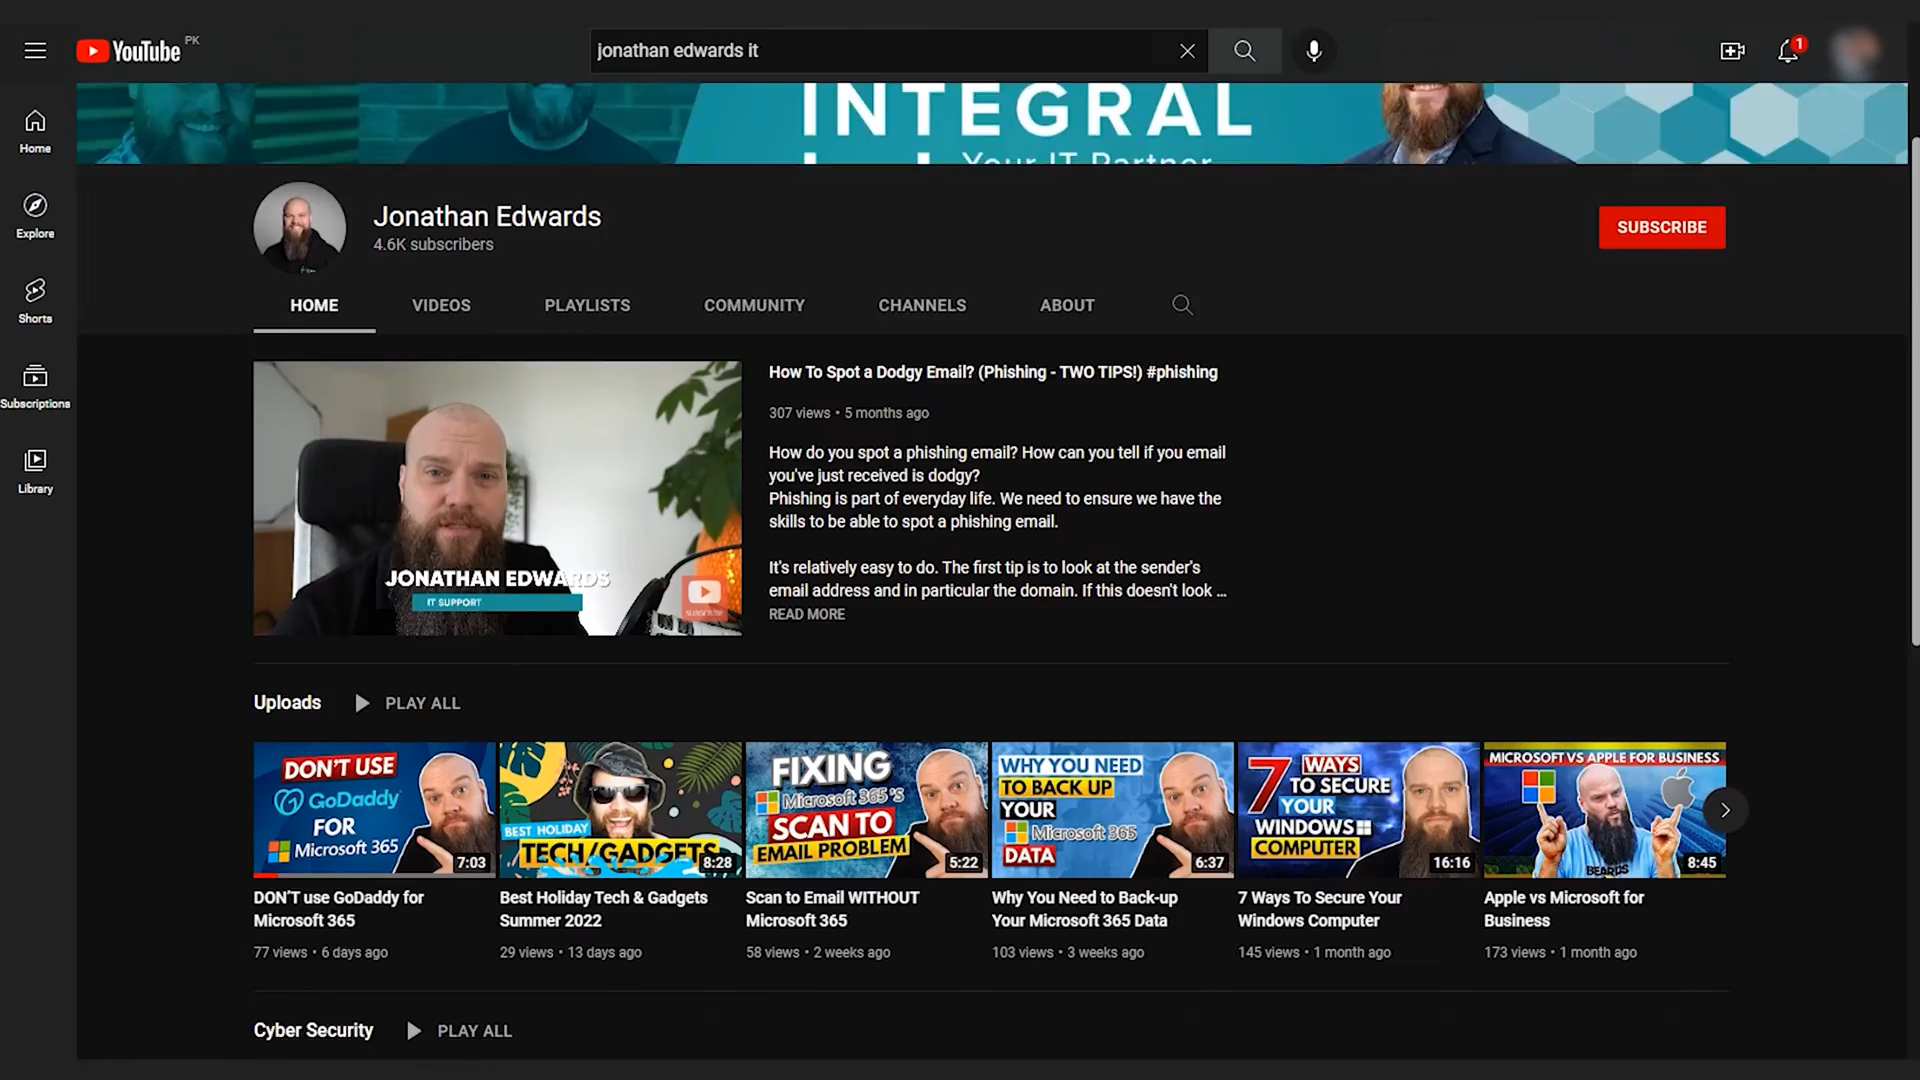 YouTube PK
jonathan edwards it
1
INTEGRAL
Your IT Partner
Home
Explore
Shorts
Subscriptions
Library
Jonathan Edwards
4.6K subscribers
SUBSCRIBE
HOME VIDEOS PLAYLISTS COMMUNITY CHANNELS ABOUT
JONATHAN EDWARDS
IT SUPPORT
SUBSCRIBE
How To Spot a Dodgy Email? (Phishing - TWO TIPS!) #phishing
307 views • 5 months ago
How do you spot a phishing email? How can you tell if you email
you've just received is dodgy?
Phishing is part of everyday life. We need to ensure we have the
skills to be able to spot a phishing email.
It's relatively easy to do. The first tip is to look at the sender's
email address and in particular the domain. If this doesn't look ...
READ MORE
Uploads PLAY ALL
DON'T USE
GoDaddy
FOR
Microsoft 365
7:03
DON'T use GoDaddy for
Microsoft 365
77 views • 6 days ago
BEST HOLIDAY
TECH/GADGETS
8:28
Best Holiday Tech & Gadgets
Summer 2022
29 views • 13 days ago
FIXING
Microsoft 365'S
SCAN TO
EMAIL PROBLEM
5:22
Scan to Email WITHOUT
Microsoft 365
58 views • 2 weeks ago
WHY YOU NEED
TO BACK UP
YOUR
Microsoft 365
DATA
6:37
Why You Need to Back-up
Your Microsoft 365 Data
103 views • 3 weeks ago
7 WAYS
TO SECURE
YOUR
WINDOWS
COMPUTER
16:16
7 Ways To Secure Your
Windows Computer
145 views • 1 month ago
MICROSOFT VS APPLE FOR BUSINESS
BEARDS
8:45
Apple vs Microsoft for
Business
173 views • 1 month ago
Cyber Security PLAY ALL